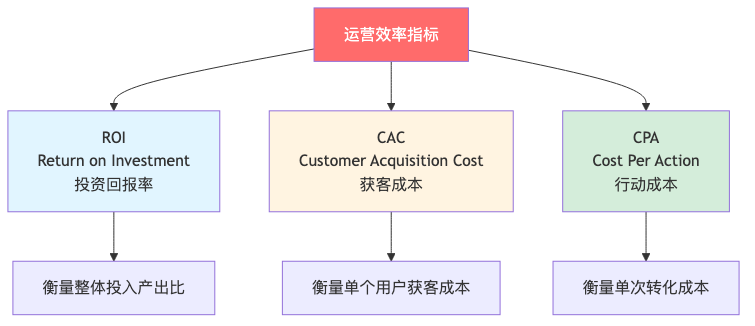 运营效率指标
ROI
Return on Investment
投资回报率
CAC
Customer Acquisition Cost
获客成本
CPA
Cost Per Action
行动成本
衡量整体投入产出比
衡量单个用户获客成本
衡量单次转化成本